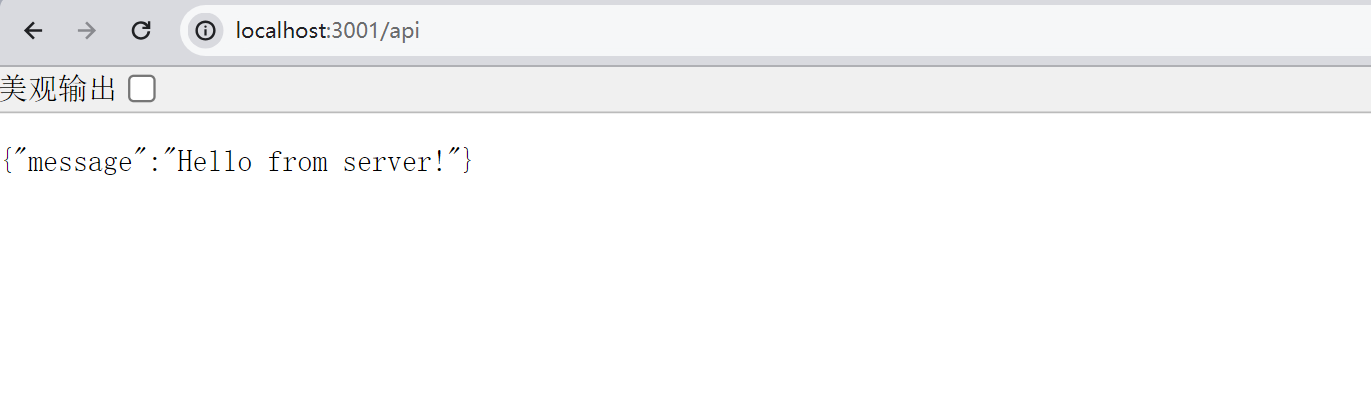 localhost:3001/api
美观输出
{"message":"Hello from server!"}